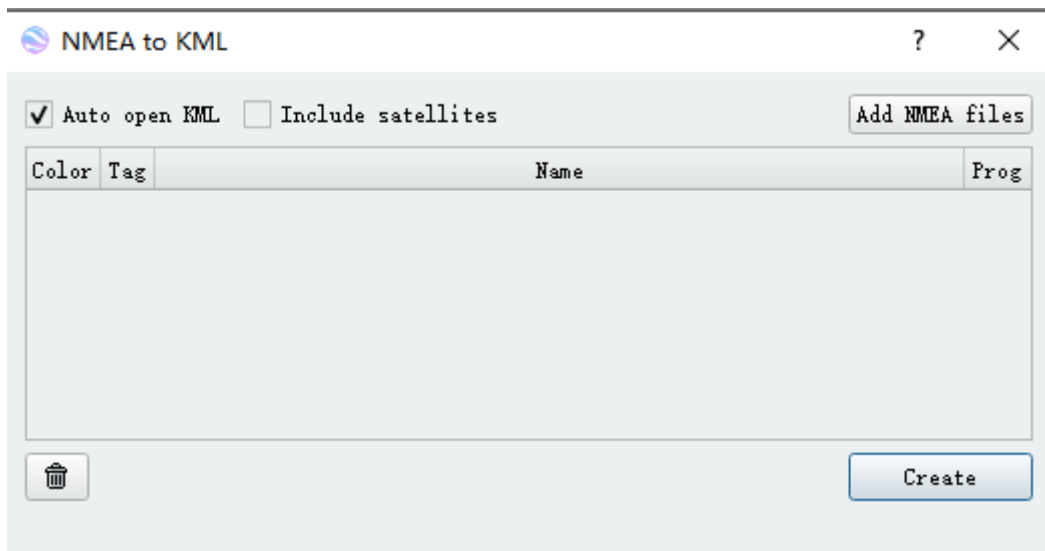 NMEA to KML ? ×
Auto open KML Include satellites Add NMEA files
Color Tag Name Prog
Create